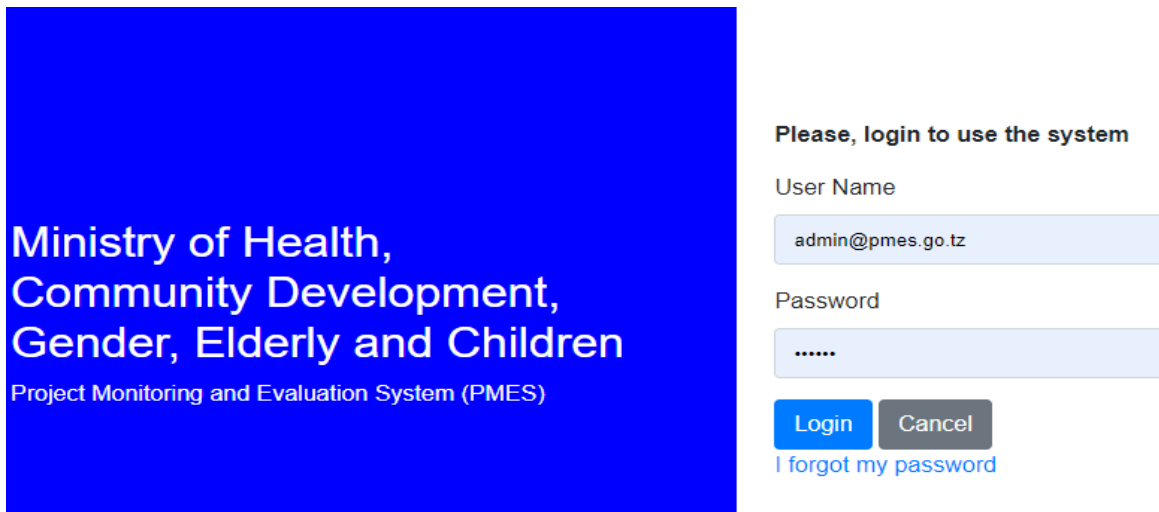 Ministry of Health,
Community Development,
Gender, Elderly and Children
Project Monitoring and Evaluation System (PMES)
Please, login to use the system
User Name
admin@pmes.go.tz
Password
••••••
Login
Cancel
I forgot my password